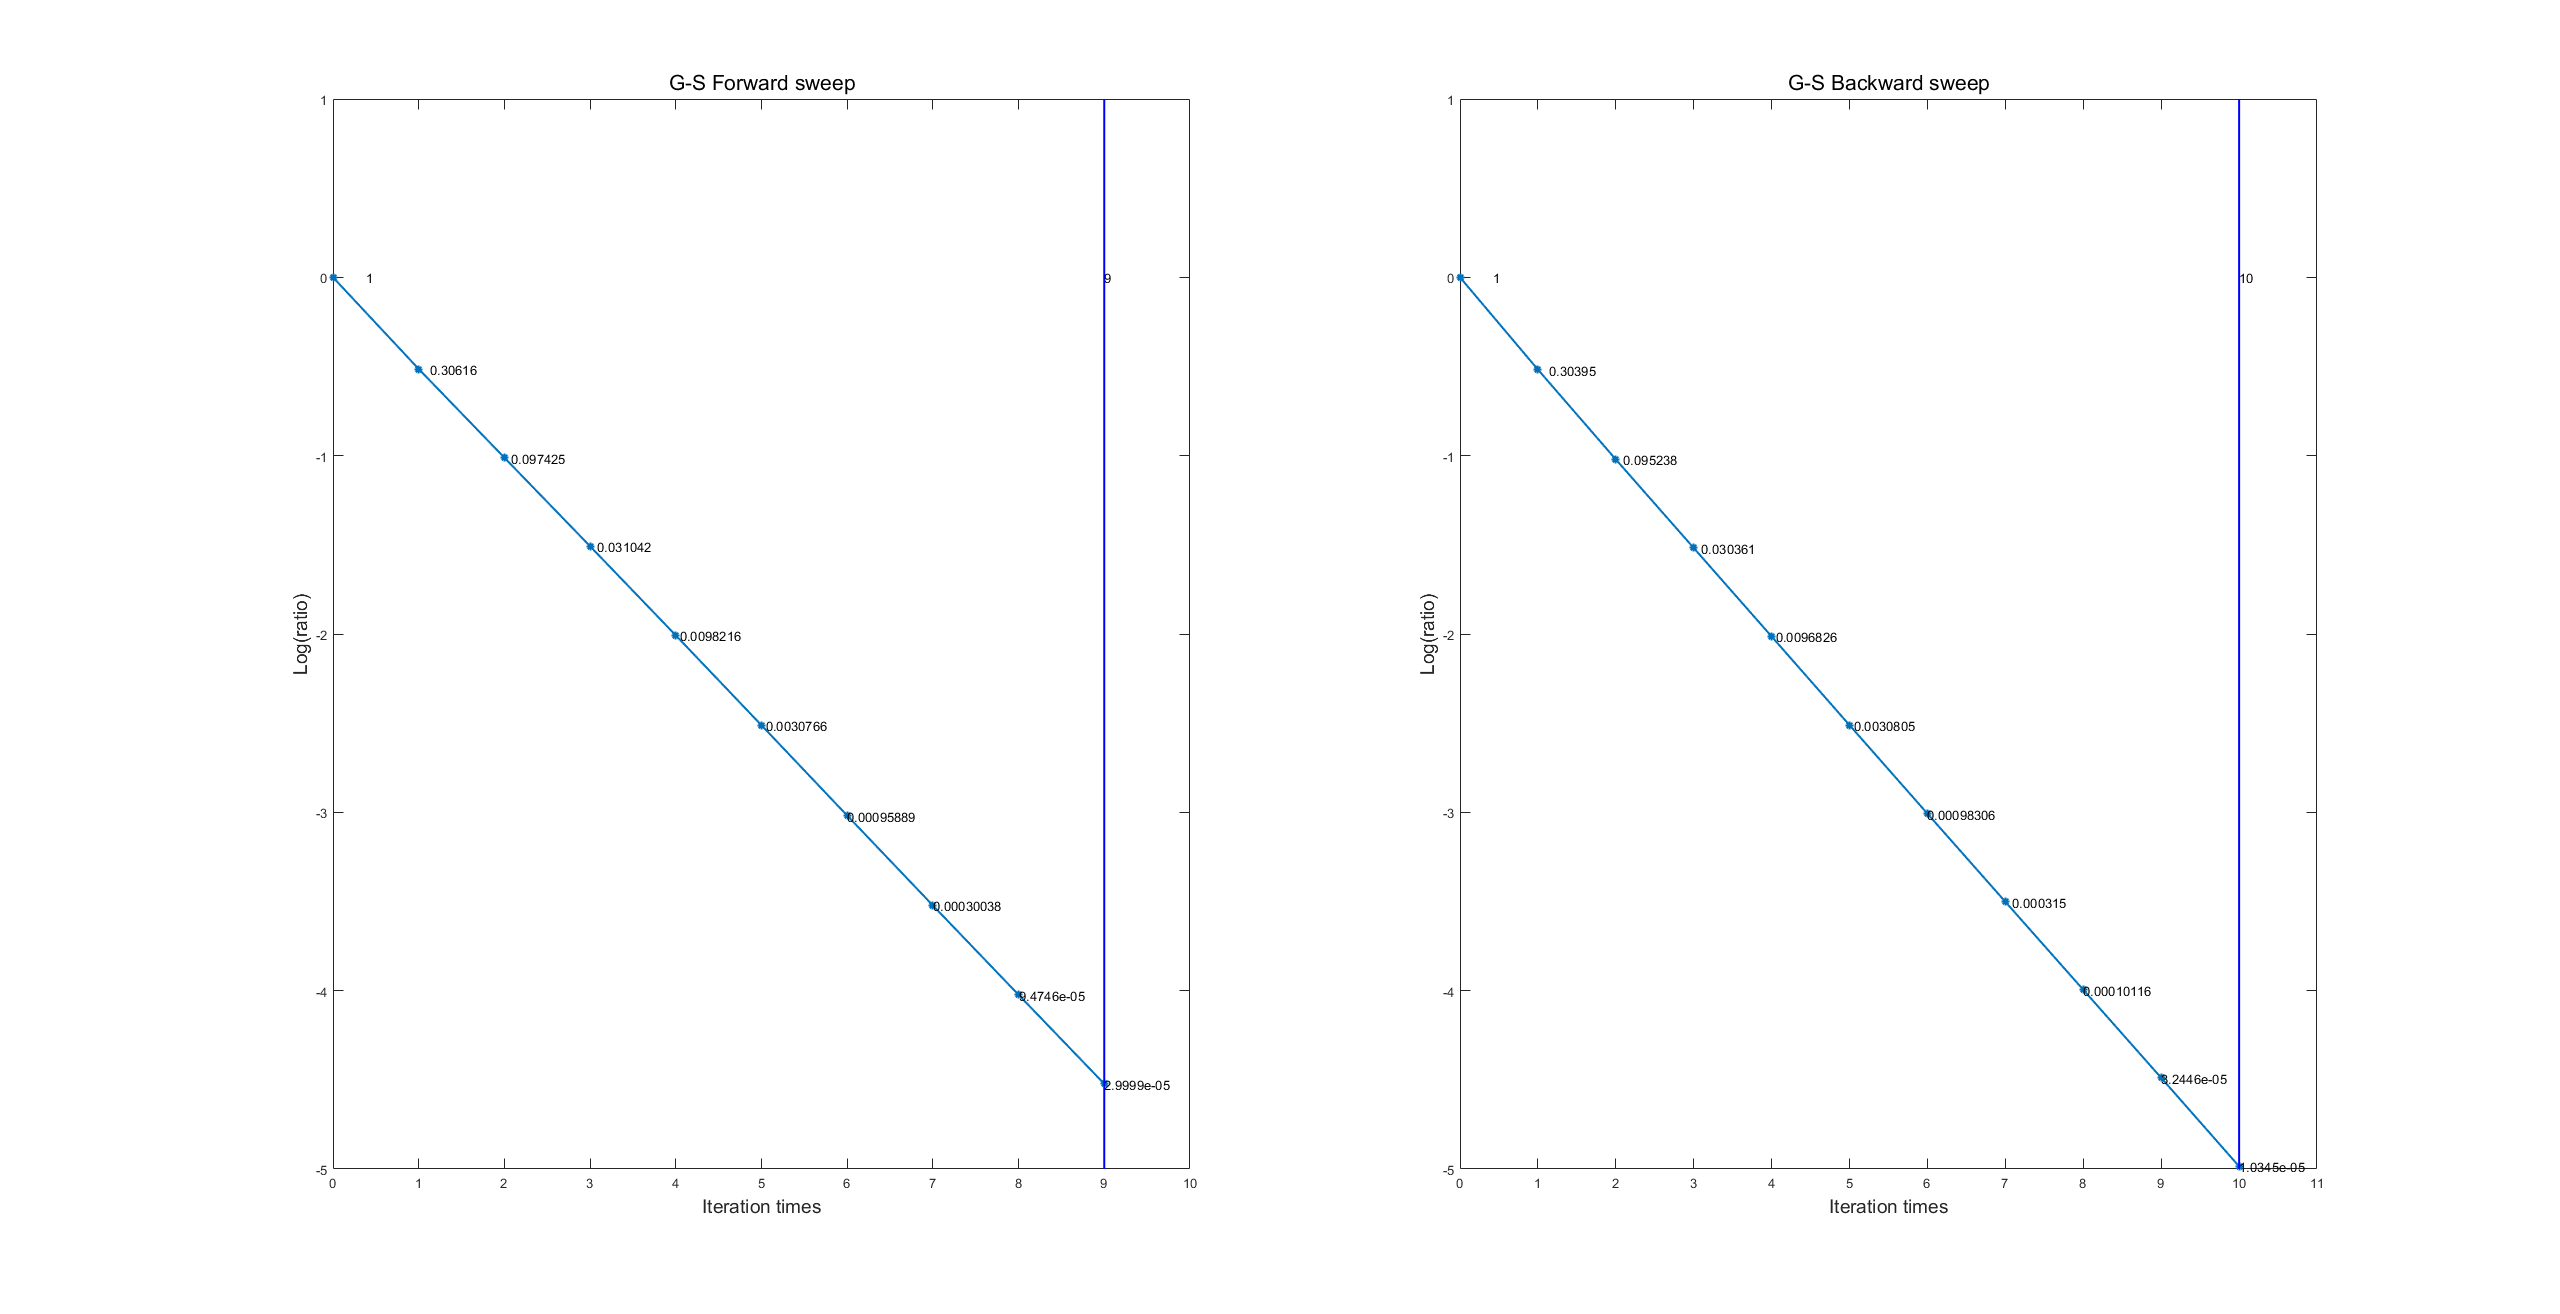 G-S Forward sweep
1
0
-1
-2
-3
-4
-5
Log(ratio)
1
9
0.30616
0.097425
0.031042
0.0098216
0.0030766
0.00095889
0.00030038
9.4746e-05
2.9999e-05
0 1 2 3 4 5 6 7 8 9 10
Iteration times
G-S Backward sweep
1
0
-1
-2
-3
-4
-5
Log(ratio)
1
10
0.30395
0.095238
0.030361
0.0096826
0.0030805
0.00098306
0.000315
0.00010116
3.2446e-05
1.0345e-05
0 1 2 3 4 5 6 7 8 9 10 11
Iteration times